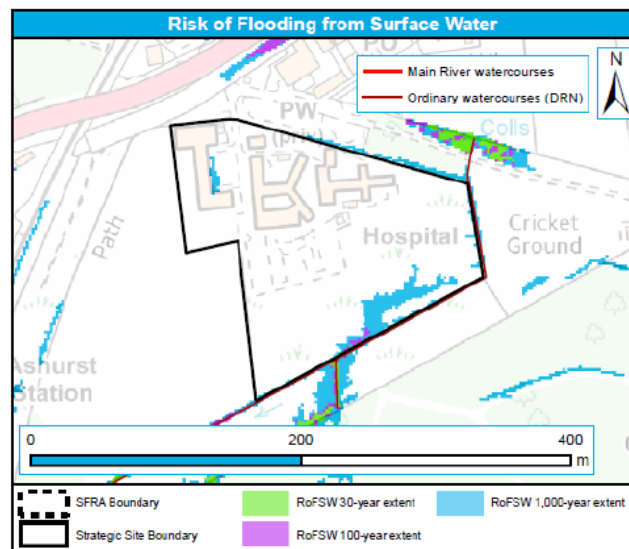 Risk of Flooding from Surface Water
Main River watercourses
Ordinary watercourses (DRN)
N
PW
Colls
Hospital
Cricket
Ground
Path
Ashurst
Station
0
200
400
m
SFRA Boundary
RoFSW 30-year extent
RoFSW 1,000-year extent
Strategic Site Boundary
RoFSW 100-year extent